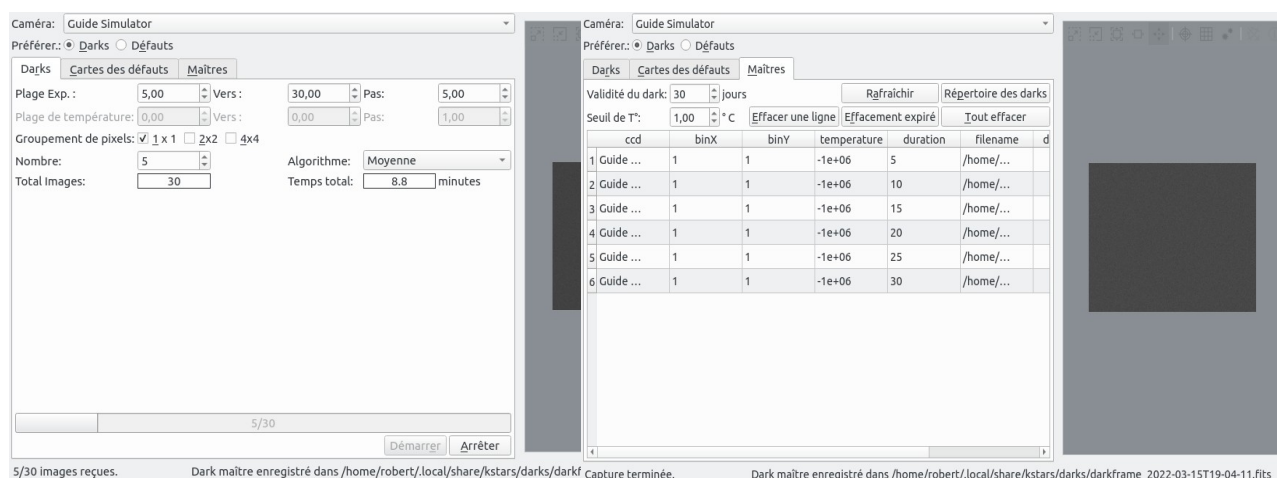 Caméra: Guide Simulator
Préférer.: Darks Défauts
Darks Cartes des défauts Maîtres
Plage Exp. : 5,00 Vers : 30,00 Pas: 5,00
Plage de température: 0,00 Vers : 0,00 Pas: 1,00
Groupement de pixels: 1 x 1 2x2 4x4
Nombre: 5 Algorithme: Moyenne
Total Images: 30 Temps total: 8.8 minutes
5/30
Démarrer Arrêter
5/30 images reçues. Dark maître enregistré dans /home/robert/.local/share/kstars/darks/darkf
Caméra: Guide Simulator
Préférer.: Darks Défauts
Darks Cartes des défauts Maîtres
Validité du dark: 30 jours Rafraîchir Répertoire des darks
Seuil de T°: 1,00 ° C Effacer une ligne Effacement expiré Tout effacer
ccd binX binY temperature duration filename d
1 Guide ... 1 1 -1e+06 5 /home/...
2 Guide ... 1 1 -1e+06 10 /home/...
3 Guide ... 1 1 -1e+06 15 /home/...
4 Guide ... 1 1 -1e+06 20 /home/...
5 Guide ... 1 1 -1e+06 25 /home/...
6 Guide ... 1 1 -1e+06 30 /home/...
Capture terminée. Dark maître enregistré dans /home/robert/.local/share/kstars/darks/darkframe_2022-03-15T19-04-11.fits